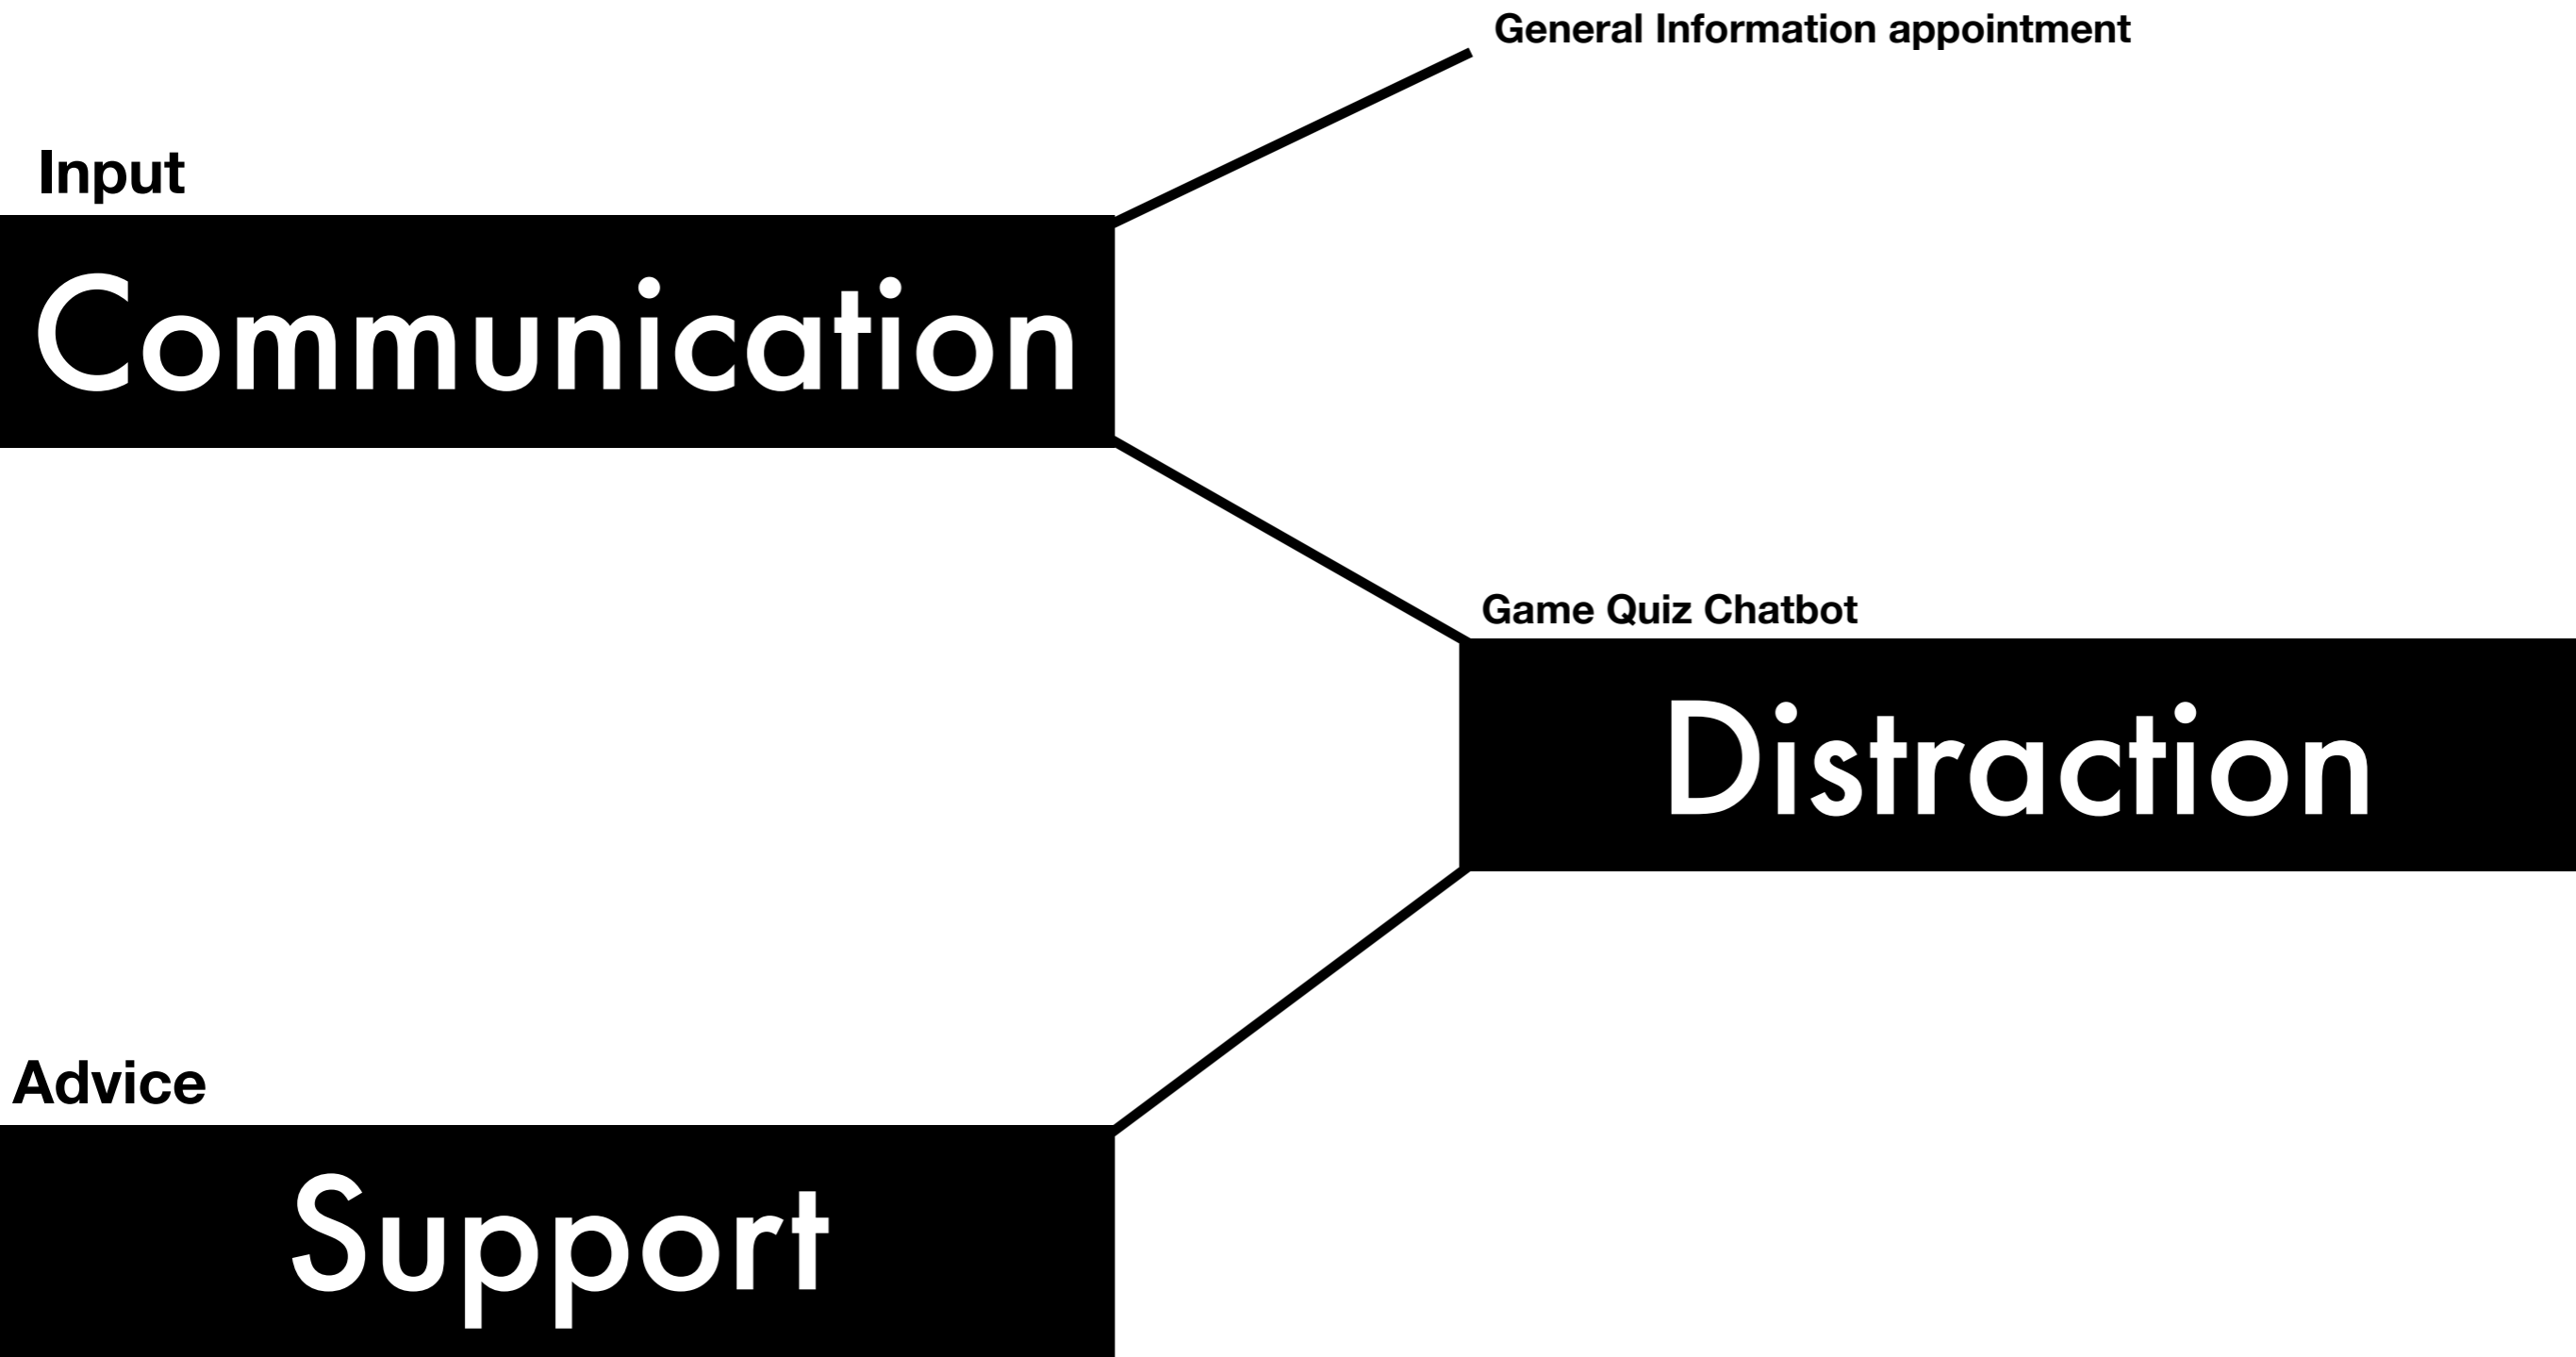 General Information appointment
Input
Communication
Game Quiz Chatbot
Distraction
Advice
Support